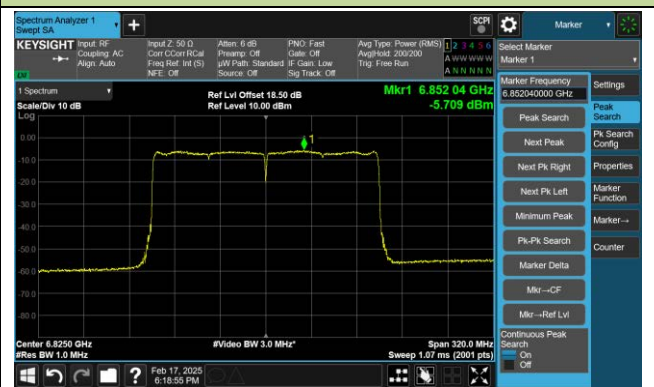 Spectrum Analyzer 1
Swept SA
SCPI
Marker
KEYSIGHT
Input: RF
Coupling: AC
Align: Auto
Input Z: 50 Ω
Corr CCorr RCal
Freq Ref: Int (S)
NFE: Off
Atten: 6 dB
Preamp: Off
µW Path: Standard
Source: Off
PNO: Fast
Gate: Off
IF Gain: Low
Sig Track: Off
Avg Type: Power (RMS)
Avg|Hold: 200/200
Trig: Free Run
1 2 3 4 5 6
A W W W W W
A N N N N N
Select Marker
Marker 1
1 Spectrum
Scale/Div 10 dB
Log
Ref Lvl Offset 18.50 dB
Ref Level 10.00 dBm
Mkr1 6.852 04 GHz
-5.709 dBm
0.00
-10.0
-20.0
-30.0
-40.0
-50.0
-60.0
-70.0
-80.0
1
Center 6.8250 GHz
#Res BW 1.0 MHz
#Video BW 3.0 MHz*
Span 320.0 MHz
Sweep 1.07 ms (2001 pts)
Marker Frequency
6.852040000 GHz
Peak Search
Next Peak
Next Pk Right
Next Pk Left
Minimum Peak
Pk-Pk Search
Marker Delta
Mkr→CF
Mkr→Ref Lvl
Continuous Peak
Search
On
Off
Settings
Peak
Search
Pk Search
Config
Properties
Marker
Function
Marker→
Counter
?
Feb 17, 2025
6:18:55 PM